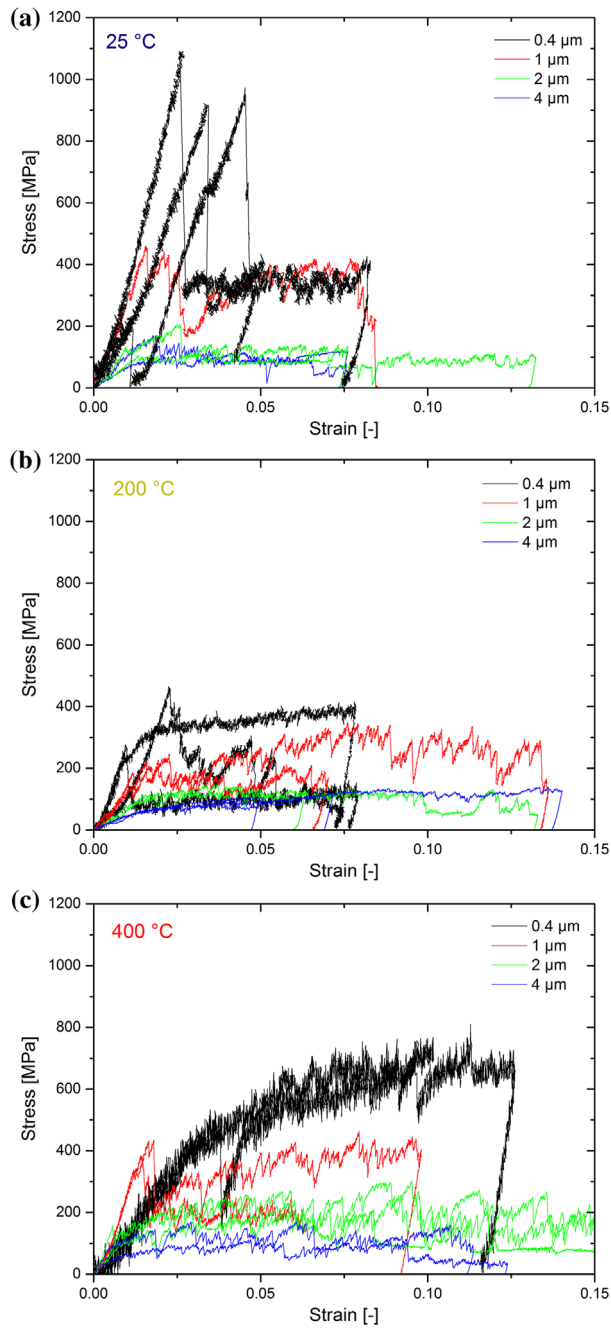 (a)
1200
25 °C
0.4 µm
1 µm
2 µm
4 µm
1000
800
600
400
200
0
Stress [MPa]
0.00
0.05
0.10
0.15
Strain [-]
(b)
1200
200 °C
0.4 µm
1 µm
2 µm
4 µm
1000
800
600
400
200
0
Stress [MPa]
0.00
0.05
0.10
0.15
Strain [-]
(c)
1200
400 °C
0.4 µm
1 µm
2 µm
4 µm
1000
800
600
400
200
0
Stress [MPa]
0.00
0.05
0.10
0.15
Strain [-]